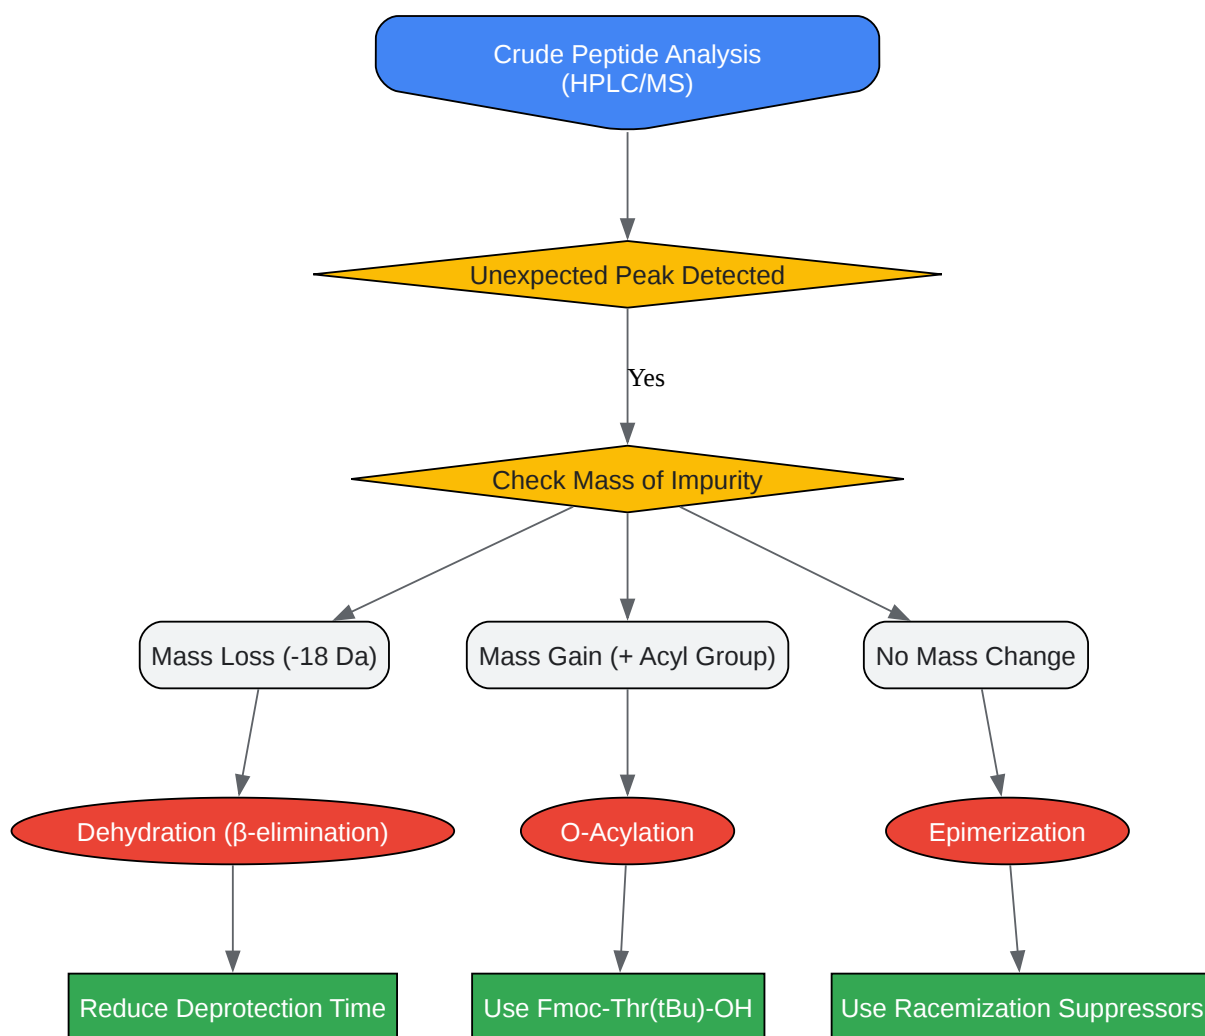 Crude Peptide Analysis
(HPLC/MS)
Unexpected Peak Detected
Yes
Check Mass of Impurity
Mass Loss (-18 Da)
Mass Gain (+ Acyl Group)
No Mass Change
Dehydration (β-elimination)
O-Acylation
Epimerization
Reduce Deprotection Time
Use Fmoc-Thr(tBu)-OH
Use Racemization Suppressors